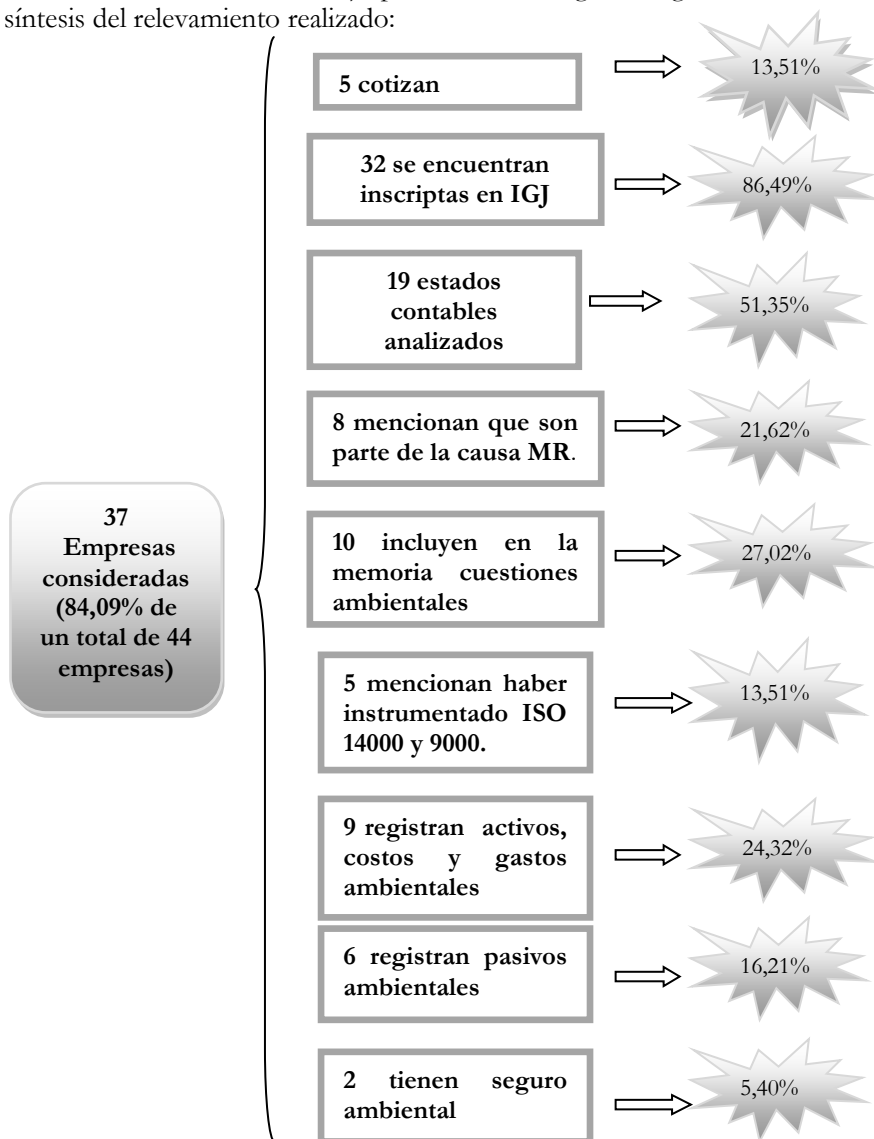 síntesis del relevamiento realizado:
5 cotizan
13,51%
32 se encuentran
inscriptas en IGJ
86,49%
19 estados
contables
analizados
51,35%
8 mencionan que son
parte de la causa MR.
21,62%
37
Empresas
consideradas
(84,09% de
un total de 44
empresas)
10 incluyen en la
memoria cuestiones
ambientales
27,02%
5 mencionan haber
instrumentado ISO
14000 y 9000.
13,51%
9 registran activos,
costos y gastos
ambientales
24,32%
6 registran pasivos
ambientales
16,21%
2 tienen seguro
ambiental
5,40%